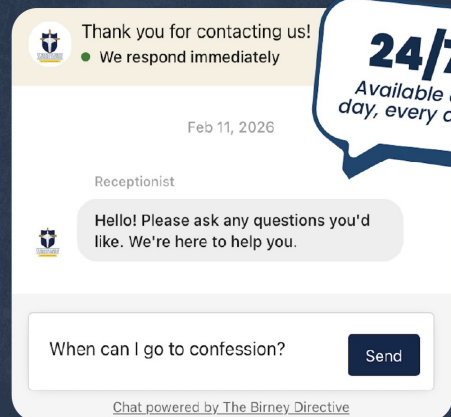 Thank you for contacting us!
We respond immediately
24/7
Available
day, every
Feb 11, 2026
Receptionist
Hello! Please ask any questions you'd
like. We're here to help you.
When can I go to confession?
Send
Chat powered by The Birney Directive